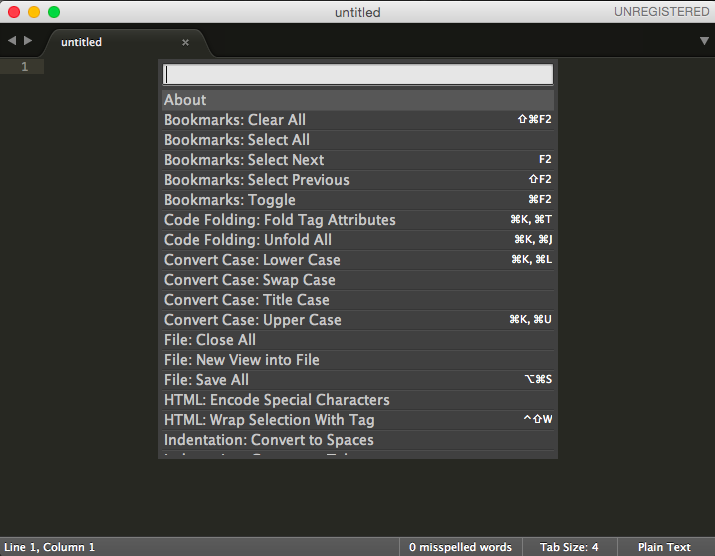 untitled
UNREGISTERED
untitled
1
About
Bookmarks: Clear All ⇧⌘F2
Bookmarks: Select All
Bookmarks: Select Next F2
Bookmarks: Select Previous ⇧F2
Bookmarks: Toggle ⌘F2
Code Folding: Fold Tag Attributes ⌘K, ⌘T
Code Folding: Unfold All ⌘K, ⌘J
Convert Case: Lower Case ⌘K, ⌘L
Convert Case: Swap Case
Convert Case: Title Case
Convert Case: Upper Case ⌘K, ⌘U
File: Close All
File: New View into File
File: Save All ⌥⌘S
HTML: Encode Special Characters
HTML: Wrap Selection With Tag ^⇧W
Indentation: Convert to Spaces
Line 1, Column 1
0 misspelled words
Tab Size: 4
Plain Text